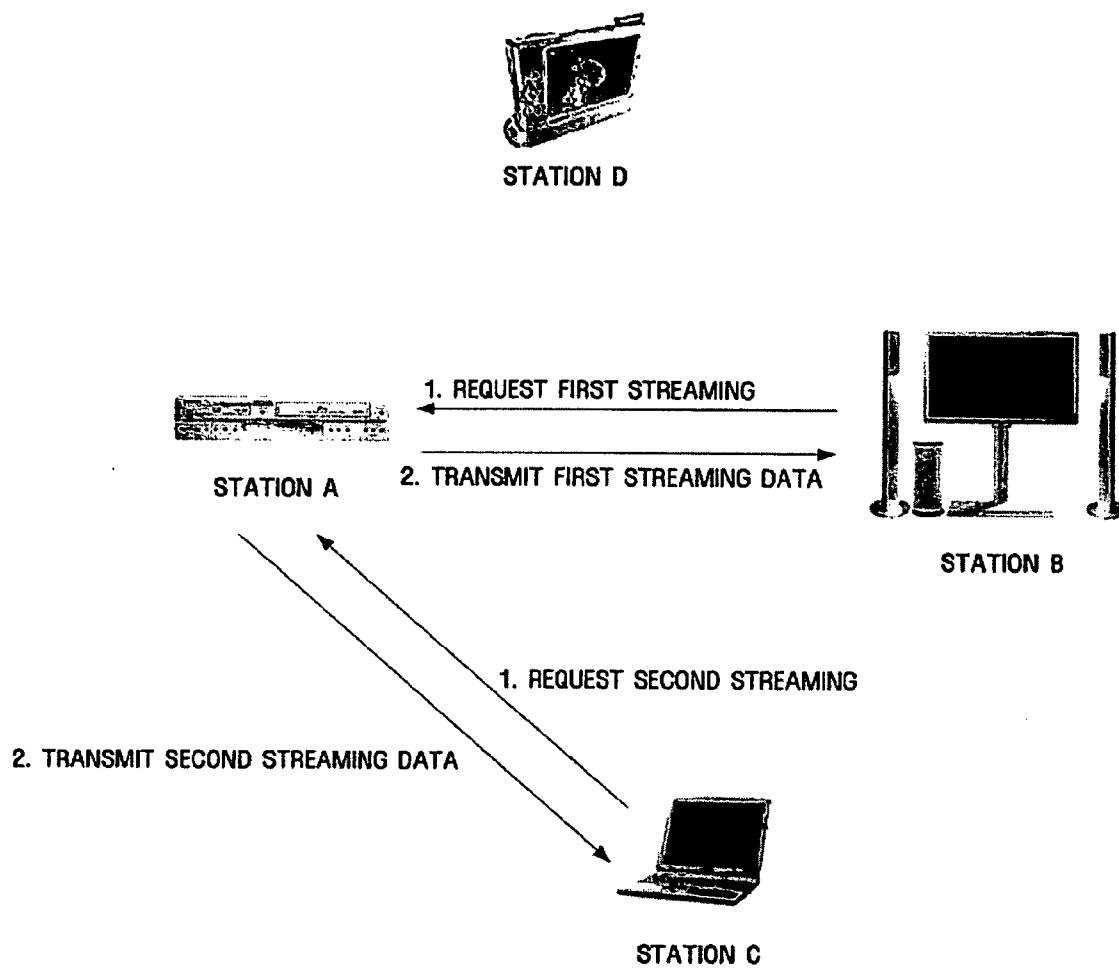 STATION D
1. REQUEST FIRST STREAMING
2. TRANSMIT FIRST STREAMING DATA
STATION A
STATION B
1. REQUEST SECOND STREAMING
2. TRANSMIT SECOND STREAMING DATA
STATION C